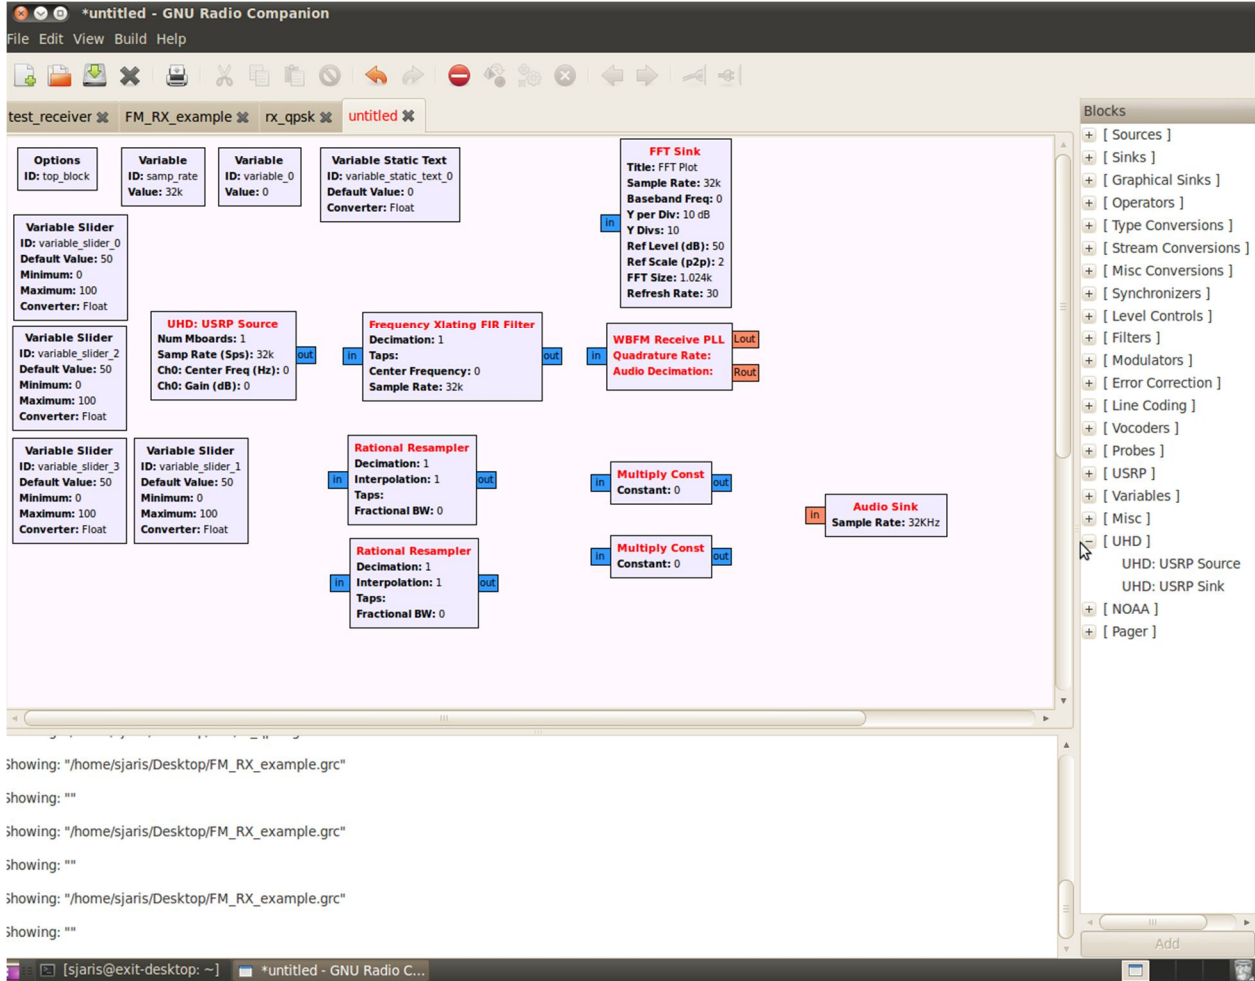 *untitled - GNU Radio Companion
File Edit View Build Help
test_receiver FM_RX_example rx_qpsk untitled
Options
ID: top_block
Variable
ID: samp_rate
Value: 32k
Variable
ID: variable_0
Value: 0
Variable Static Text
ID: variable_static_text_0
Default Value: 0
Converter: Float
FFT Sink
Title: FFT Plot
Sample Rate: 32k
Baseband Freq: 0
Y per Div: 10 dB
Y Divs: 10
Ref Level (dB): 50
Ref Scale (p2p): 2
FFT Size: 1.024k
Refresh Rate: 30
in
Variable Slider
ID: variable_slider_0
Default Value: 50
Minimum: 0
Maximum: 100
Converter: Float
Variable Slider
ID: variable_slider_2
Default Value: 50
Minimum: 0
Maximum: 100
Converter: Float
UHD: USRP Source
Num Mboards: 1
Samp Rate (Sps): 32k
Ch0: Center Freq (Hz): 0
Ch0: Gain (dB): 0
out
in
Frequency Xlating FIR Filter
Decimation: 1
Taps:
Center Frequency: 0
Sample Rate: 32k
out
in
WBFM Receive PLL
Quadrature Rate:
Audio Decimation:
Lout
Rout
Variable Slider
ID: variable_slider_3
Default Value: 50
Minimum: 0
Maximum: 100
Converter: Float
Variable Slider
ID: variable_slider_1
Default Value: 50
Minimum: 0
Maximum: 100
Converter: Float
in
Rational Resampler
Decimation: 1
Interpolation: 1
Taps:
Fractional BW: 0
out
in
Multiply Const
Constant: 0
out
in
Audio Sink
Sample Rate: 32KHz
in
Rational Resampler
Decimation: 1
Interpolation: 1
Taps:
Fractional BW: 0
out
in
Multiply Const
Constant: 0
out
Blocks
[ Sources ]
[ Sinks ]
[ Graphical Sinks ]
[ Operators ]
[ Type Conversions ]
[ Stream Conversions ]
[ Misc Conversions ]
[ Synchronizers ]
[ Level Controls ]
[ Filters ]
[ Modulators ]
[ Error Correction ]
[ Line Coding ]
[ Vocoders ]
[ Probes ]
[ USRP ]
[ Variables ]
[ Misc ]
[ UHD ]
UHD: USRP Source
UHD: USRP Sink
[ NOAA ]
[ Pager ]
Add
Showing: "/home/sjaris/Desktop/FM_RX_example.grc"
Showing: ""
Showing: "/home/sjaris/Desktop/FM_RX_example.grc"
Showing: ""
Showing: "/home/sjaris/Desktop/FM_RX_example.grc"
Showing: ""
[sjaris@exit-desktop: ~] *untitled - GNU Radio C...